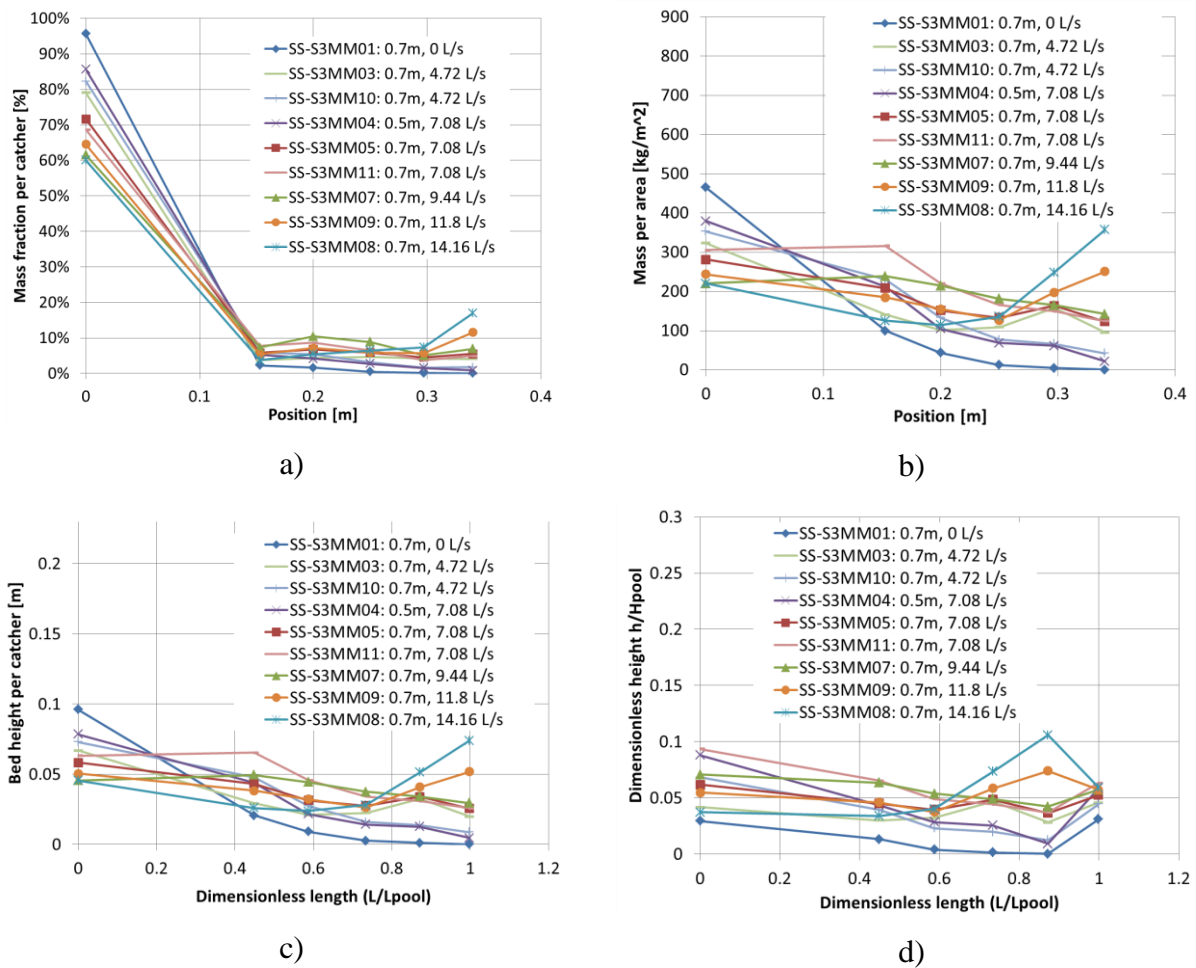 100%
90%
80%
70%
60%
50%
40%
30%
20%
10%
0%
Mass fraction per catcher [%]
SS-S3MM01: 0.7m, 0 L/s
SS-S3MM03: 0.7m, 4.72 L/s
SS-S3MM10: 0.7m, 4.72 L/s
SS-S3MM04: 0.5m, 7.08 L/s
SS-S3MM05: 0.7m, 7.08 L/s
SS-S3MM11: 0.7m, 7.08 L/s
SS-S3MM07: 0.7m, 9.44 L/s
SS-S3MM09: 0.7m, 11.8 L/s
SS-S3MM08: 0.7m, 14.16 L/s
0 0.1 0.2 0.3 0.4
Position [m]
a)
900
800
700
600
500
400
300
200
100
0
Mass per area [kg/m^2]
SS-S3MM01: 0.7m, 0 L/s
SS-S3MM03: 0.7m, 4.72 L/s
SS-S3MM10: 0.7m, 4.72 L/s
SS-S3MM04: 0.5m, 7.08 L/s
SS-S3MM05: 0.7m, 7.08 L/s
SS-S3MM11: 0.7m, 7.08 L/s
SS-S3MM07: 0.7m, 9.44 L/s
SS-S3MM09: 0.7m, 11.8 L/s
SS-S3MM08: 0.7m, 14.16 L/s
0 0.1 0.2 0.3 0.4
Position [m]
b)
0.2
0.15
0.1
0.05
0
Bed height per catcher [m]
SS-S3MM01: 0.7m, 0 L/s
SS-S3MM03: 0.7m, 4.72 L/s
SS-S3MM10: 0.7m, 4.72 L/s
SS-S3MM04: 0.5m, 7.08 L/s
SS-S3MM05: 0.7m, 7.08 L/s
SS-S3MM11: 0.7m, 7.08 L/s
SS-S3MM07: 0.7m, 9.44 L/s
SS-S3MM09: 0.7m, 11.8 L/s
SS-S3MM08: 0.7m, 14.16 L/s
0 0.2 0.4 0.6 0.8 1 1.2
Dimensionless length (L/Lpool)
c)
0.3
0.25
0.2
0.15
0.1
0.05
0
Dimensionless height h/Hpool
SS-S3MM01: 0.7m, 0 L/s
SS-S3MM03: 0.7m, 4.72 L/s
SS-S3MM10: 0.7m, 4.72 L/s
SS-S3MM04: 0.5m, 7.08 L/s
SS-S3MM05: 0.7m, 7.08 L/s
SS-S3MM11: 0.7m, 7.08 L/s
SS-S3MM07: 0.7m, 9.44 L/s
SS-S3MM09: 0.7m, 11.8 L/s
SS-S3MM08: 0.7m, 14.16 L/s
0 0.2 0.4 0.6 0.8 1 1.2
Dimensionless length (L/Lpool)
d)